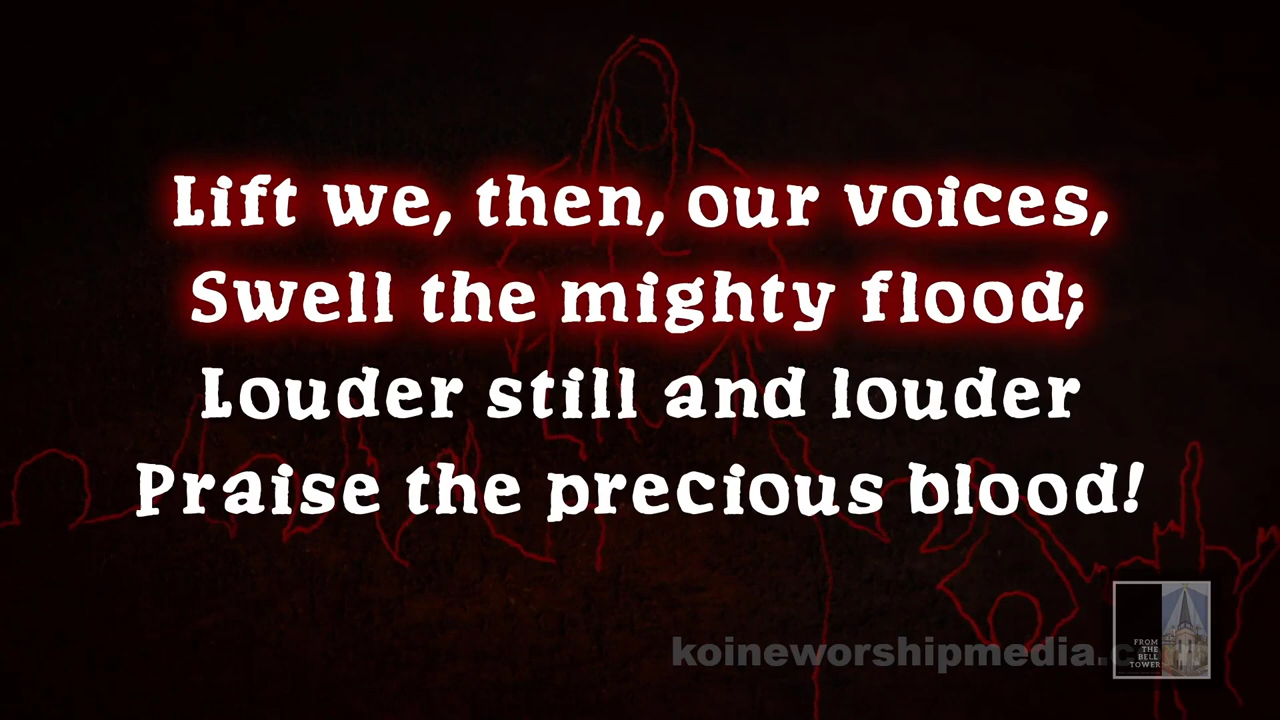 Lift we, then, our voices,
Swell the mighty flood;
Louder still and louder
Praise the precious blood!
koineworshipmedia.c
FROM
THE
BELL
TOWER